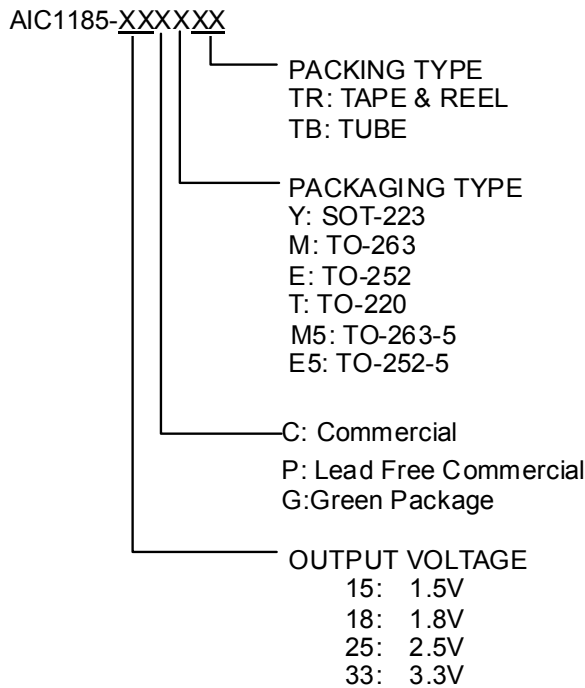 AIC1185-XXXXXX
PACKING TYPE
TR: TAPE & REEL
TB: TUBE
PACKAGING TYPE
Y: SOT-223
M: TO-263
E: TO-252
T: TO-220
M5: TO-263-5
E5: TO-252-5
C: Commercial
P: Lead Free Commercial
G:Green Package
OUTPUT VOLTAGE
15: 1.5V
18: 1.8V
25: 2.5V
33: 3.3V